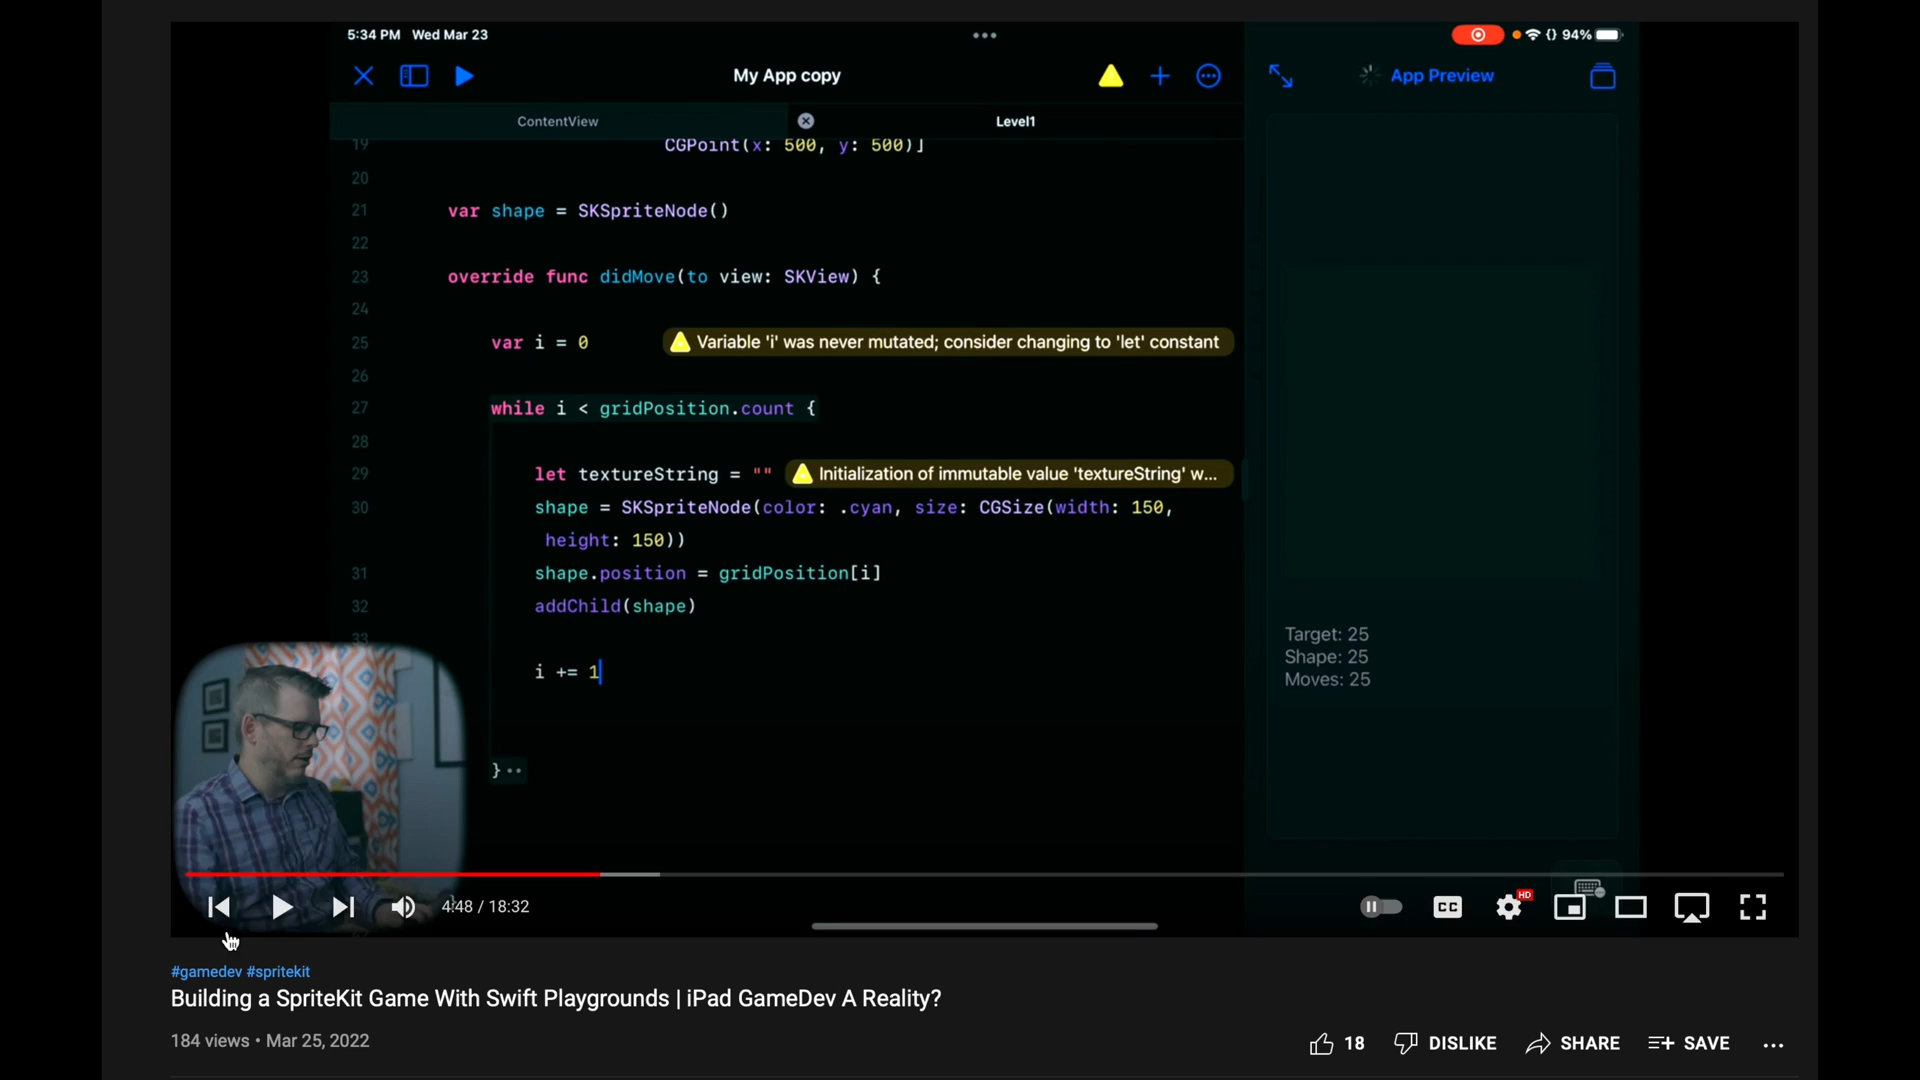 5:34 PM Wed Mar 23
94%
My App copy
App Preview
ContentView
Level1
19 CGPoint(x: 500, y: 500)]
20
21 var shape = SKSpriteNode()
22
23 override func didMove(to view: SKView) {
24
25 var i = 0 Variable 'i' was never mutated; consider changing to 'let' constant
26
27 while i < gridPosition.count {
28
29 let textureString = "" Initialization of immutable value 'textureString' w...
30 shape = SKSpriteNode(color: .cyan, size: CGSize(width: 150,
height: 150))
31 shape.position = gridPosition[i]
32 addChild(shape)
33
i += 1
}
Target: 25
Shape: 25
Moves: 25
4:48 / 18:32
CC
HD
#gamedev #spritekit
Building a SpriteKit Game With Swift Playgrounds | iPad GameDev A Reality?
184 views • Mar 25, 2022
18
DISLIKE
SHARE
SAVE